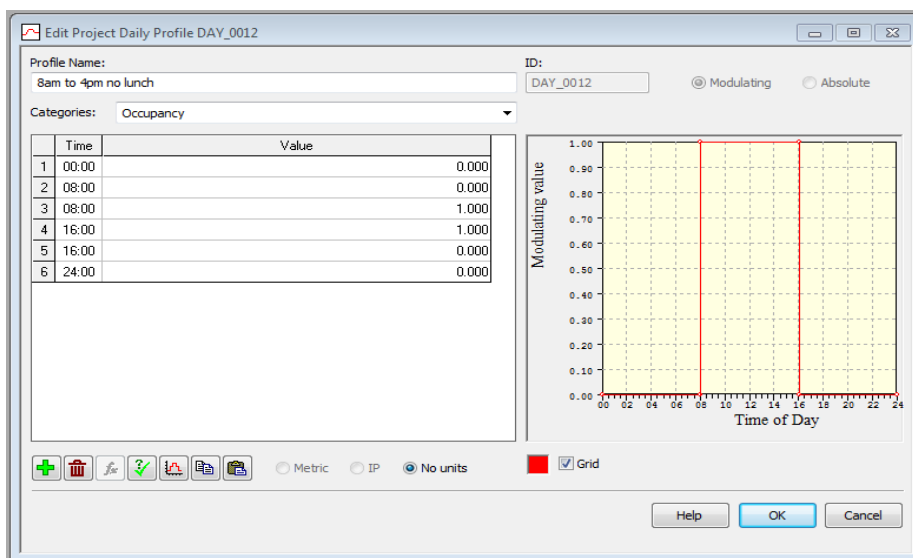 Edit Project Daily Profile DAY_0012
Profile Name:
ID:
8am to 4pm no lunch
DAY_0012
Modulating
Absolute
Categories:
Occupancy
Time Value
1 00:00 0.000
2 08:00 0.000
3 08:00 1.000
4 16:00 1.000
5 16:00 0.000
6 24:00 0.000
Modulating value
1.00
0.90
0.80
0.70
0.60
0.50
0.40
0.30
0.20
0.10
0.00
00 02 04 06 08 10 12 14 16 18 20 22 24
Time of Day
fx
Metric
IP
No units
Grid
Help
OK
Cancel